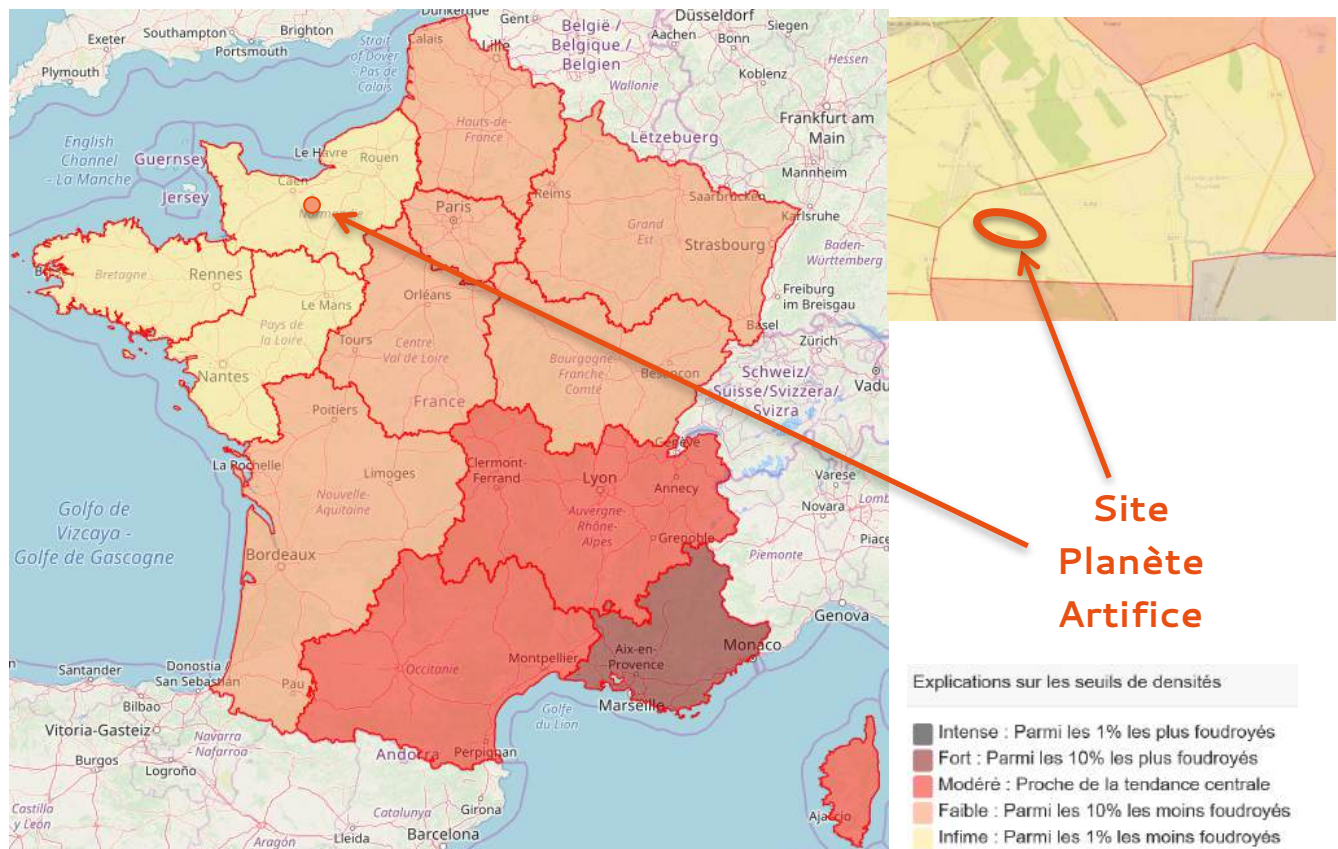 Dunkerque
Gent
Düsseldorf
Exeter
Southampton
Brighton
Calais
België /
Belgique /
Belgien
Aachen
Bonn
Siegen
Portsmouth
Strait
of Dover
- Pas de
Calais
Lille
Hessen
Plymouth
Koblenz
Wallonie
English
Channel
- La Manche
Hauts-de-
France
Frankfurt am
Main
Lëtzebuerg
Guernsey
Le Havre
Rouen
Mannheim
Jersey
Caen
Reims
Saarbrücken
Normandie
Paris
Karlsruhe
Grand
Est
Strasbourg
Baden-
Württemberg
Bretagne
Rennes
Le Mans
Orléans
Freiburg
im Breisgau
Pays de
la Loire
Tours
Centre
Val de Loire
Bourgogne-
Franche-
Comté
Basel
Zürich
Nantes
Besançon
Schweiz/
Suisse/Svizzera/
Svizra
Vadu
France
Poitiers
Genève
La Rochelle
Limoges
Clermont-
Ferrand
Lyon
Annecy
Varese
Nouvelle-
Aquitaine
Auvergne-
Rhône-
Alpes
Novara
Lomb
Golfo de
Vizcaya -
Golfe de Gascogne
Grenoble
Piace
Bordeaux
Piemonte
Site
Planète
Artifice
Genova
Monaco
Aix-en-
Provence
Montpellier
Occitanie
Santander
Donostia /
San Sebastián
Pau
Marseille
Bilbao
Golfe
du Lion
Vitoria-Gasteiz
Navarra
- Nafarroa
Andorra
Perpignan
Burgos
Logroño
Girona
Catalunya
Castilla
y León
Lleida
Aragón
Barcelona
Ajaccio
Explications sur les seuils de densités
Intense : Parmi les 1% les plus foudroyés
Fort : Parmi les 10% les plus foudroyés
Modéré : Proche de la tendance centrale
Faible : Parmi les 10% les moins foudroyés
Infime : Parmi les 1% les moins foudroyés